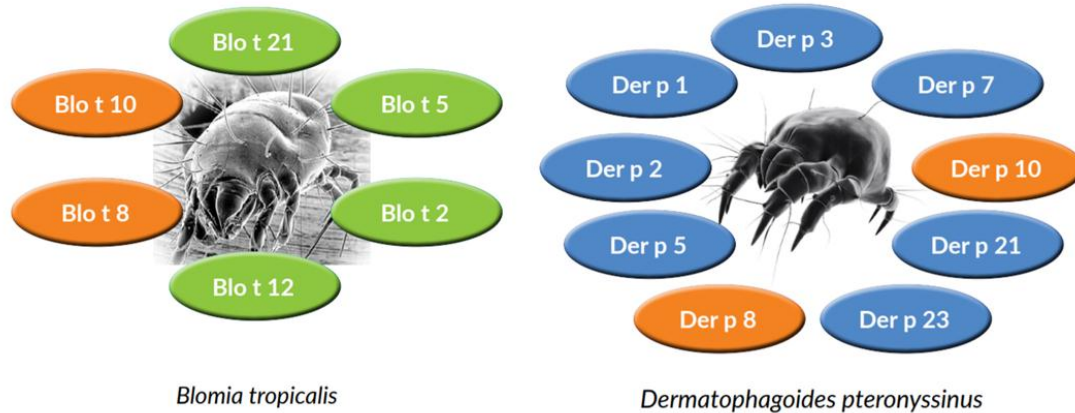 Blo t 21
Blo t 10
Blo t 5
Blo t 8
Blo t 2
Blo t 12
Blomia tropicalis
Der p 3
Der p 1
Der p 7
Der p 2
Der p 10
Der p 5
Der p 21
Der p 8
Der p 23
Dermatophagoides pteronyssinus